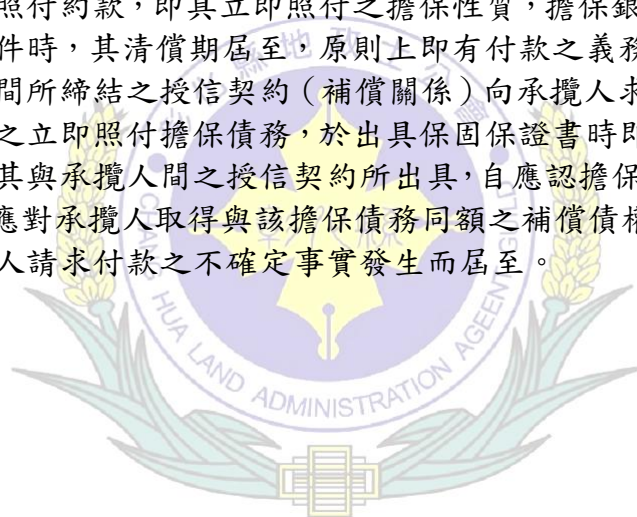 照付約款，即具立即照付之擔保性質，擔保銀
件時，其清償期屆至，原則上即有付款之義務
間所締結之授信契約（補償關係）向承攬人求
之立即照付擔保債務，於出具保固保證書時即
其與承攬人間之授信契約所出具，自應認擔保
應對承攬人取得與該擔保債務同額之補償債權
人請求付款之不確定事實發生而屆至。
CHANG HUA LAND ADMINISTRATION AGEENT